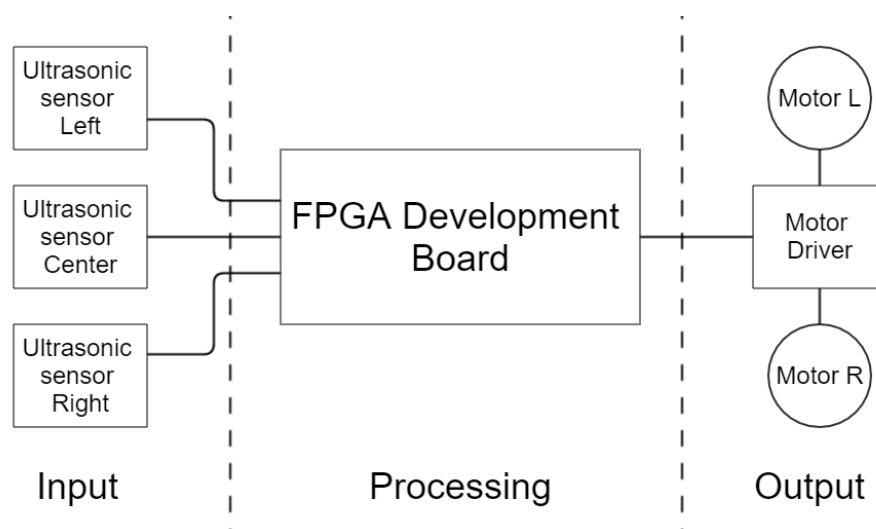 Ultrasonic
sensor
Left
Ultrasonic
sensor
Center
Ultrasonic
sensor
Right
FPGA Development
Board
Motor L
Motor
Driver
Motor R
Input
Processing
Output